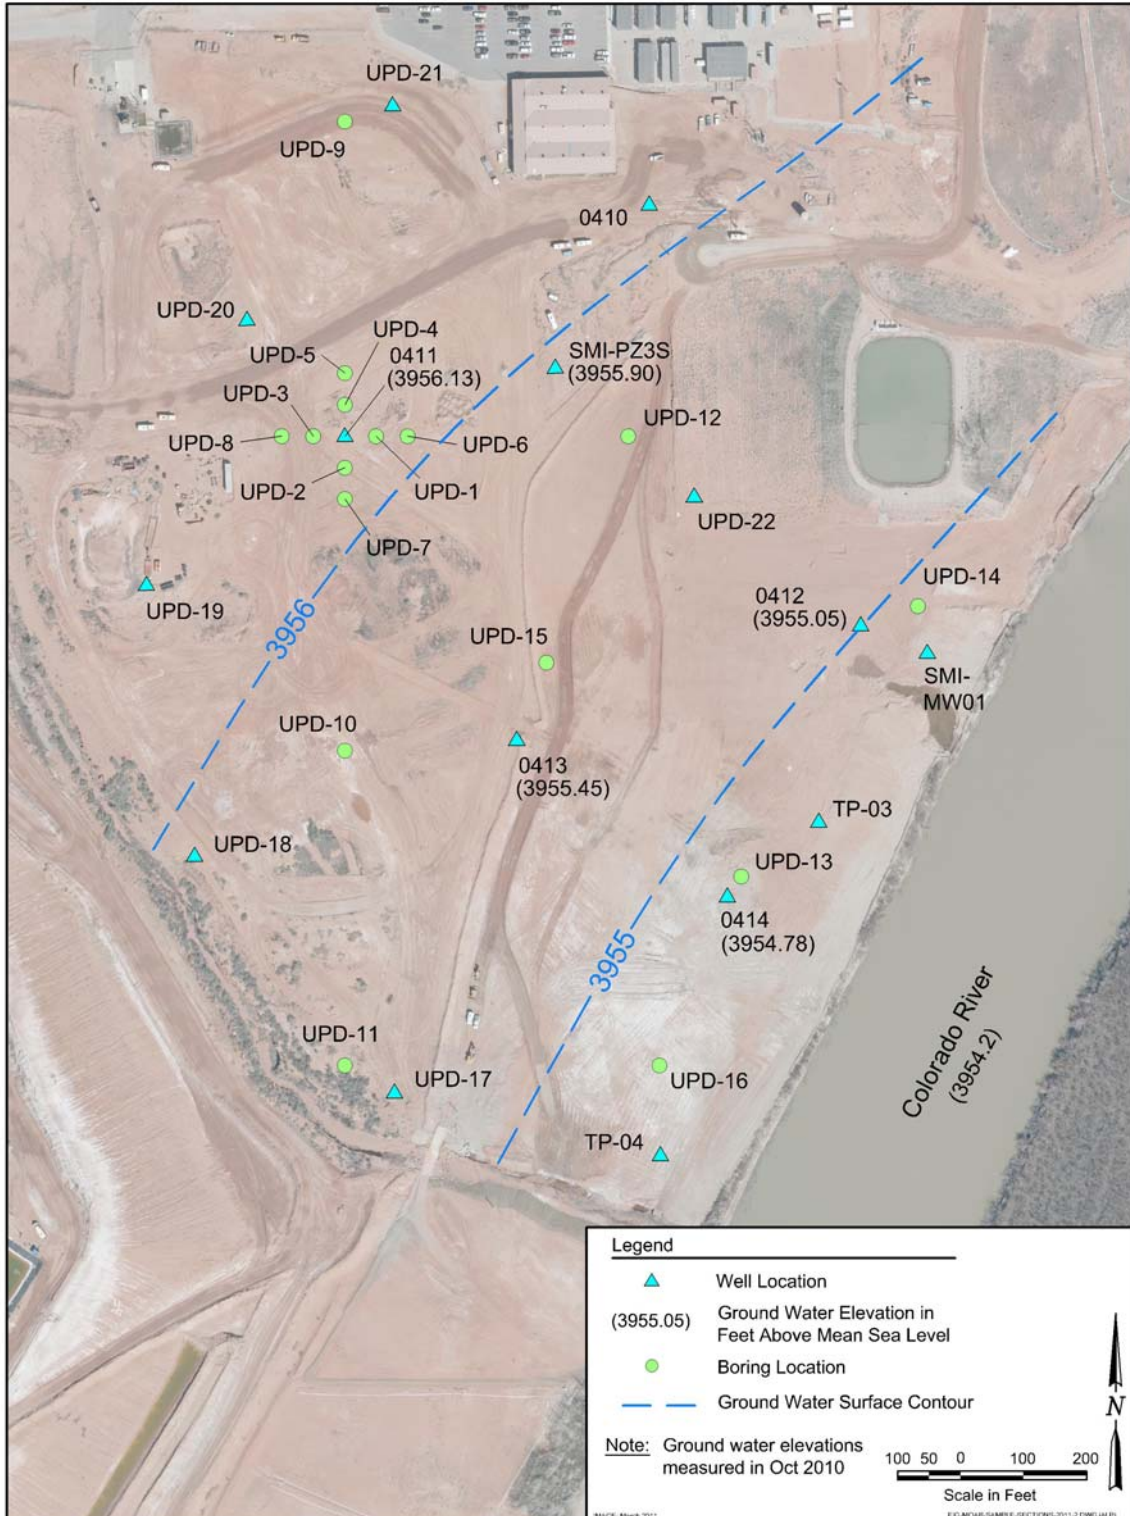 UPD-21
UPD-9
0410
UPD-20
UPD-4
UPD-5
0411
(3956.13)
SMI-PZ3S
(3955.90)
UPD-3
UPD-12
UPD-8
UPD-6
UPD-2
UPD-1
UPD-22
UPD-7
UPD-14
UPD-19
0412
(3955.05)
3956
UPD-15
SMI-
MW01
UPD-10
0413
(3955.45)
TP-03
UPD-18
UPD-13
0414
(3954.78)
3955
Colorado River
(3954.2)
UPD-11
UPD-17
UPD-16
TP-04
Legend
Well Location
(3955.05) Ground Water Elevation in
Feet Above Mean Sea Level
Boring Location
Ground Water Surface Contour
Note: Ground water elevations
measured in Oct 2010
N
100 50 0 100 200
Scale in Feet